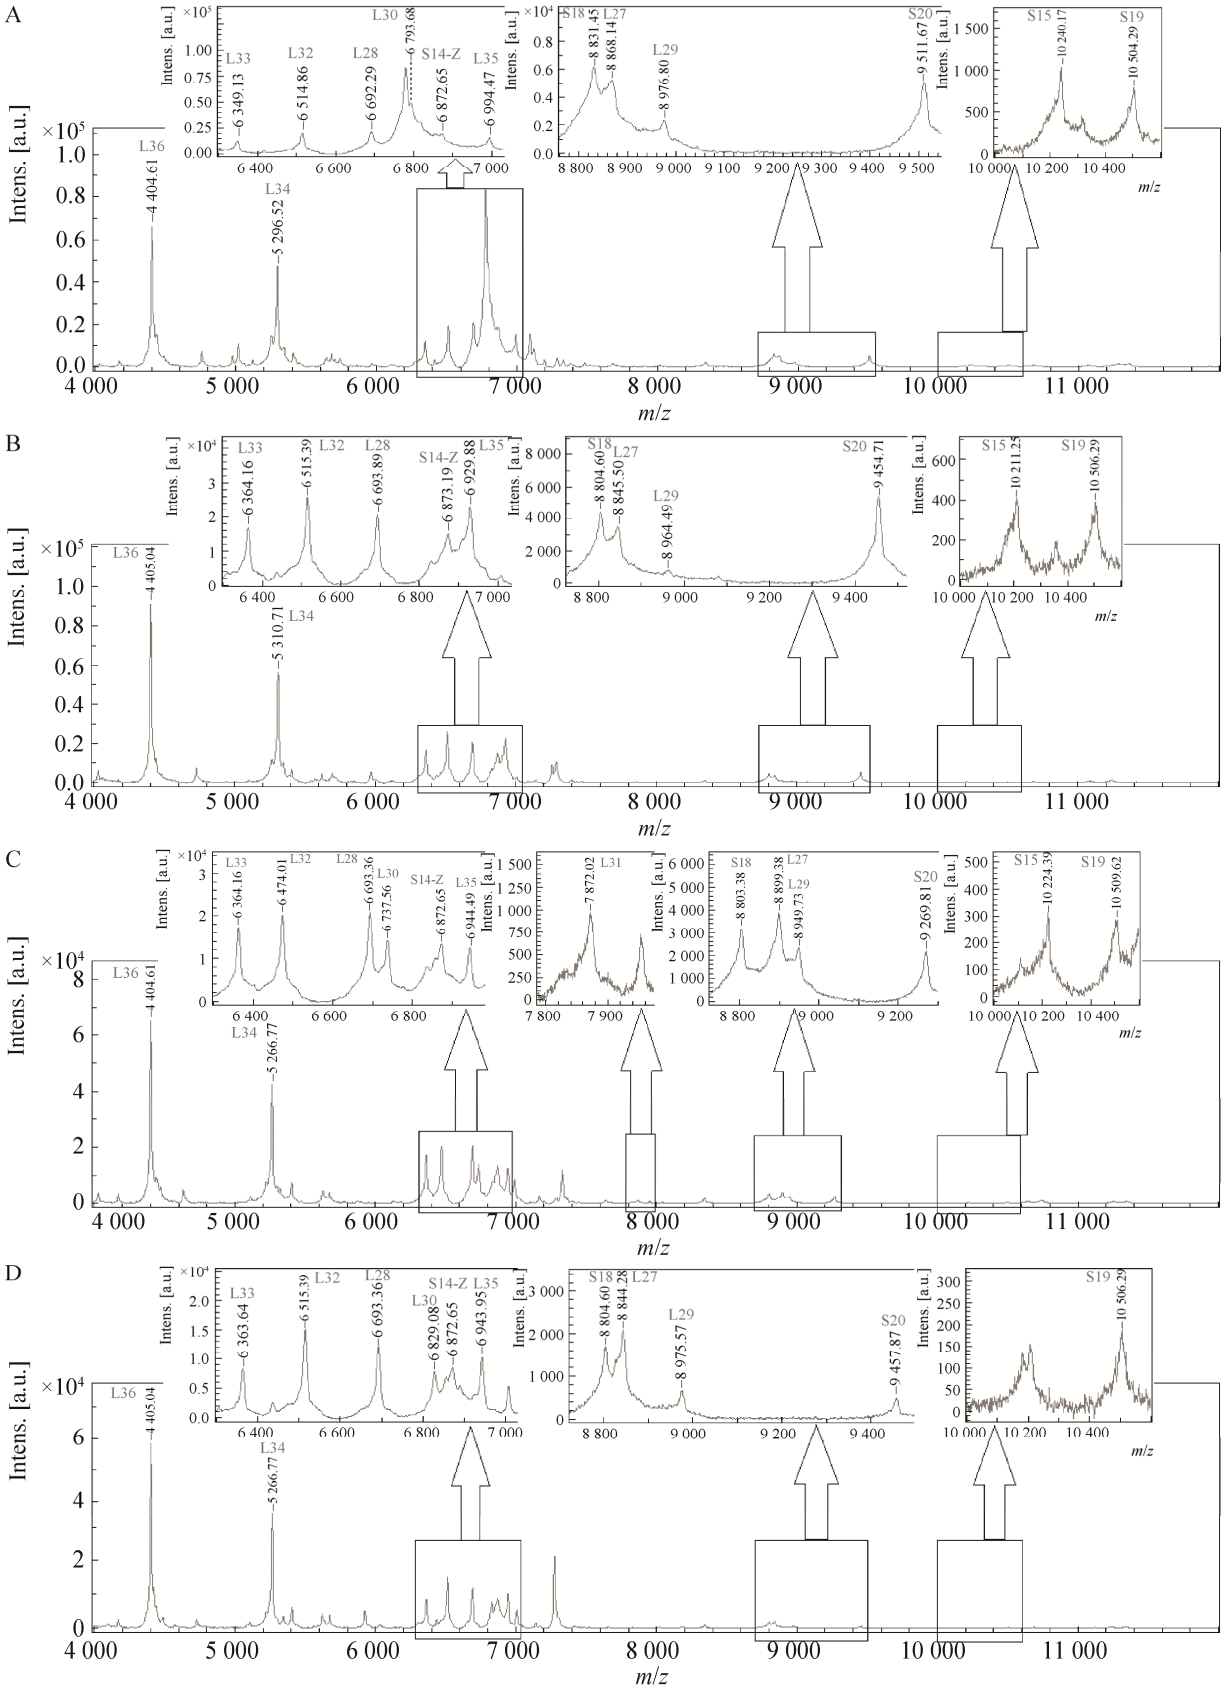 A
Intens. [a.u.]
×10⁵
1.0
0.8
0.6
0.4
0.2
0.0
4 000
5 000
6 000
7 000
8 000
9 000
10 000
11 000
m/z
L36
4 404.61
L34
5 296.52
Intens. [a.u.]
×10⁵
1.00
0.75
0.50
0.25
0.00
6 400
6 600
6 800
7 000
L33
6 349.13
L32
6 514.86
L28
6 692.29
L30
6 793.68
S14-Z
6 872.65
L35
6 994.47
Intens. [a.u.]
×10⁴
1.0
0.8
0.6
0.4
0.2
0.0
8 800
8 900
9 000
9 100
9 200
9 300
9 400
9 500
S18
8 831.45
L27
8 868.14
L29
8 976.80
S20
9 511.67
Intens. [a.u.]
1 500
1 000
500
0
10 000
10 200
10 400
m/z
S15
10 240.17
S19
10 504.29
B
Intens. [a.u.]
×10⁵
1.0
0.8
0.6
0.4
0.2
0.0
4 000
5 000
6 000
7 000
8 000
9 000
10 000
11 000
m/z
L36
4 405.04
L34
5 310.71
Intens. [a.u.]
×10⁴
4
3
2
1
0
6 400
6 600
6 800
7 000
L33
6 364.16
L32
6 515.39
L28
6 693.89
S14-Z
6 873.19
L35
6 929.88
Intens. [a.u.]
8 000
6 000
4 000
2 000
0
8 800
9 000
9 200
9 400
S18
8 804.60
L27
8 845.50
L29
8 964.49
S20
9 454.71
Intens. [a.u.]
600
400
200
0
10 000
10 200
10 400
m/z
S15
10 211.25
S19
10 506.29
C
Intens. [a.u.]
×10⁴
8
6
4
2
0
4 000
5 000
6 000
7 000
8 000
9 000
10 000
11 000
m/z
L36
4 404.61
L34
5 266.77
Intens. [a.u.]
×10⁴
3
2
1
0
6 400
6 600
6 800
L33
6 364.16
L32
6 474.01
L28
6 693.36
L30
6 737.56
S14-Z
6 872.65
L35
6 944.49
Intens. [a.u.]
1 500
1 000
750
500
250
0
7 800
7 900
L31
7 872.02
Intens. [a.u.]
6 000
5 000
4 000
3 000
2 000
1 000
0
8 800
9 000
9 200
S18
8 803.38
L27
8 899.38
L29
8 949.73
S20
9 269.81
Intens. [a.u.]
500
400
300
200
100
0
10 000
10 200
10 400
m/z
S15
10 224.39
S19
10 509.62
D
Intens. [a.u.]
×10⁴
6
4
2
0
4 000
5 000
6 000
7 000
8 000
9 000
10 000
11 000
m/z
L36
4 405.04
L34
5 266.77
Intens. [a.u.]
×10⁴
2.0
1.5
1.0
0.5
0.0
6 400
6 600
6 800
7 000
L33
6 363.64
L32
6 515.39
L28
6 693.36
L30
6 829.08
S14-Z
6 872.65
L35
6 943.95
Intens. [a.u.]
3 000
2 000
1 000
0
8 800
9 000
9 200
9 400
S18
8 804.60
L27
8 844.28
L29
8 975.57
S20
9 457.87
Intens. [a.u.]
300
250
200
150
100
50
0
10 000
10 200
10 400
m/z
S19
10 506.29